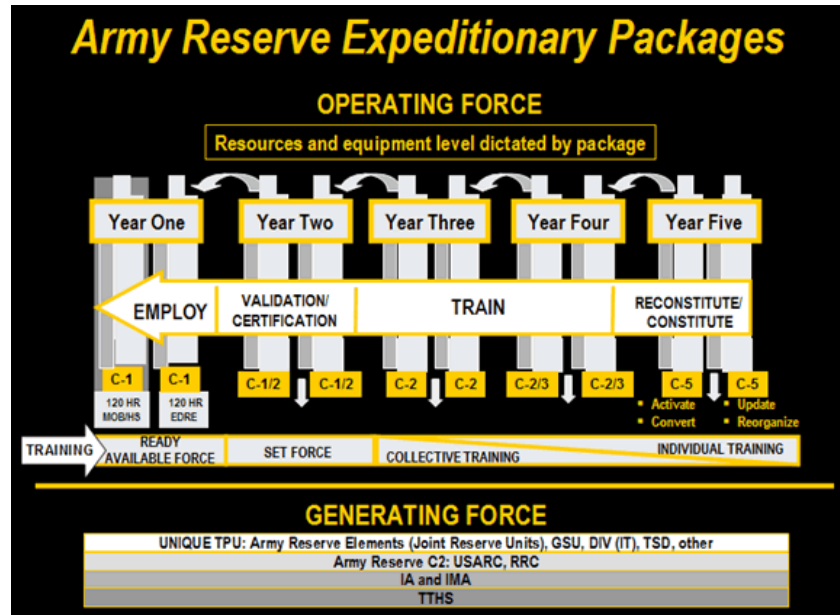 Army Reserve Expeditionary Packages
OPERATING FORCE
Resources and equipment level dictated by package
Year One Year Two Year Three Year Four Year Five
EMPLOY
VALIDATION/
CERTIFICATION
TRAIN
RECONSTITUTE/
CONSTITUTE
C-1 C-1 C-1/2 C-1/2 C-2 C-2 C-2/3 C-2/3 C-5 C-5
120 HR
MOB/HS
120 HR
EDRE
Activate
Convert
Update
Reorganize
TRAINING
READY
AVAILABLE FORCE
SET FORCE
COLLECTIVE TRAINING
INDIVIDUAL TRAINING
GENERATING FORCE
UNIQUE TPU: Army Reserve Elements (Joint Reserve Units), GSU, DIV (IT), TSD, other
Army Reserve C2: USARC, RRC
IA and IMA
TTHS